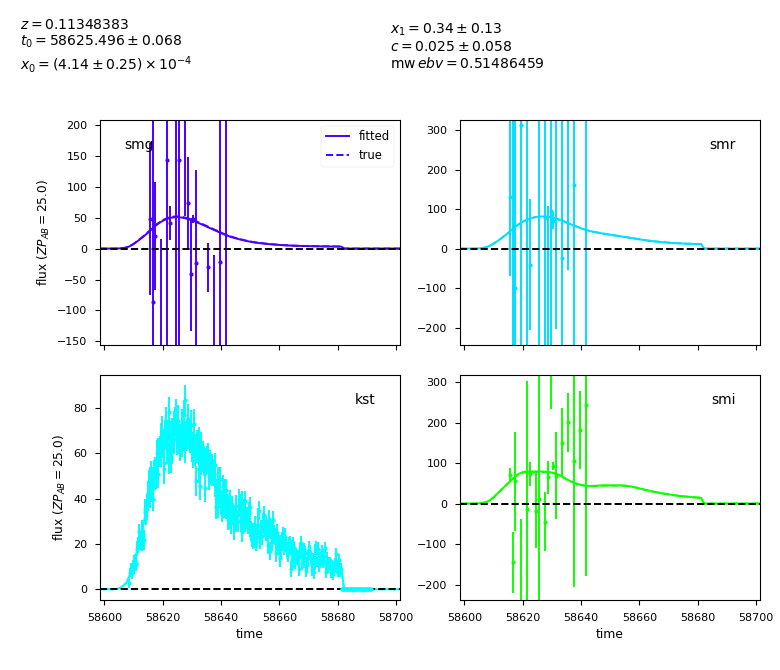 z = 0.11348383
t₀ = 58625.496 ± 0.068
x₀ = (4.14 ± 0.25) × 10⁻⁴
x₁ = 0.34 ± 0.13
c = 0.025 ± 0.058
mw ebv = 0.51486459
smg
fitted
true
200
150
100
50
0
−50
−100
−150
flux (ZP_AB = 25.0)
smr
300
200
100
0
−100
−200
kst
80
60
40
20
0
flux (ZP_AB = 25.0)
58600 58620 58640 58660 58680 58700
time
smi
300
200
100
0
−100
−200
58600 58620 58640 58660 58680 58700
time